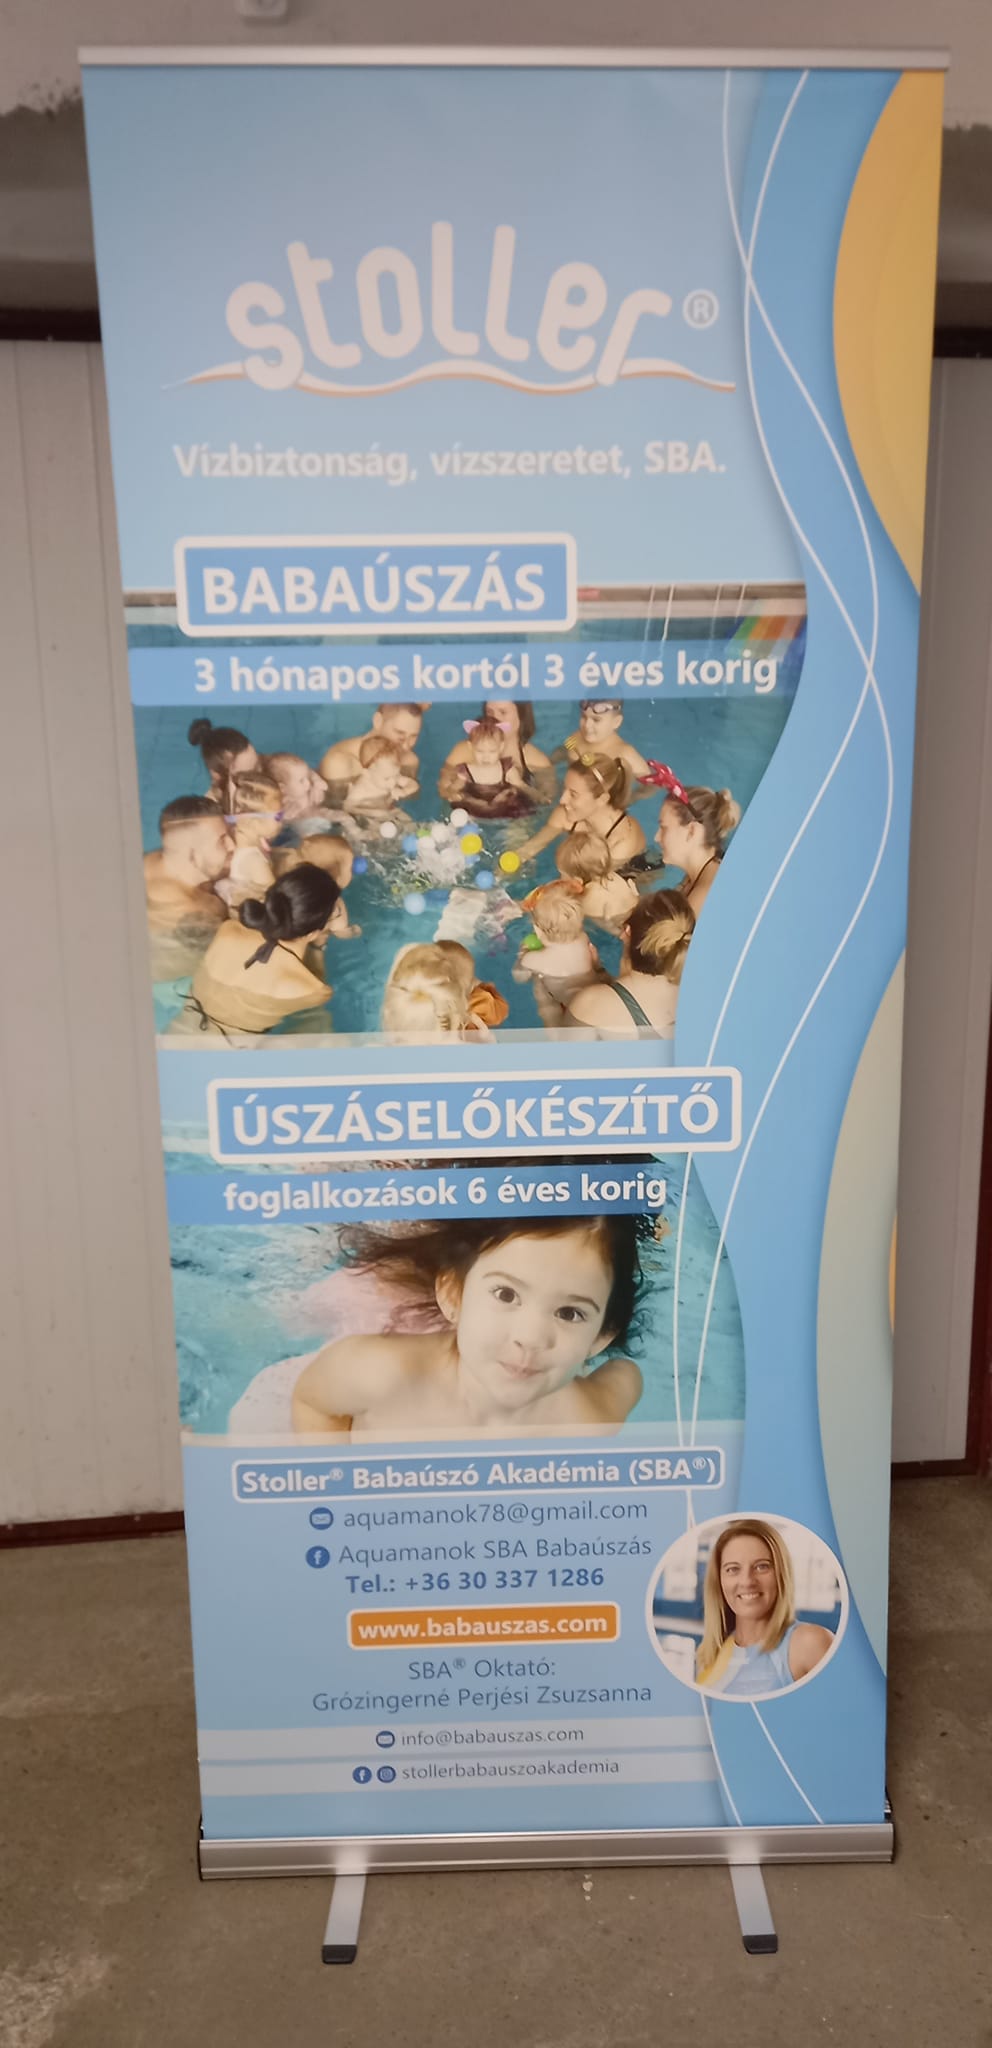 stoller®
Vízbiztonság, vízszeretet, SBA.
BABAÚSZÁS
3 hónapos kortól 3 éves korig
ÚSZÁSELŐKÉSZÍTŐ
foglalkozások 6 éves korig
Stoller® Babaúszó Akadémia (SBA®)
aquamanok78@gmail.com
Aquamanok SBA Babaúszás
Tel.: +36 30 337 1286
www.babauszas.com
SBA® Oktató:
Grózingerné Perjési Zsuzsanna
info@babauszas.com
stollerbabauszoakademia